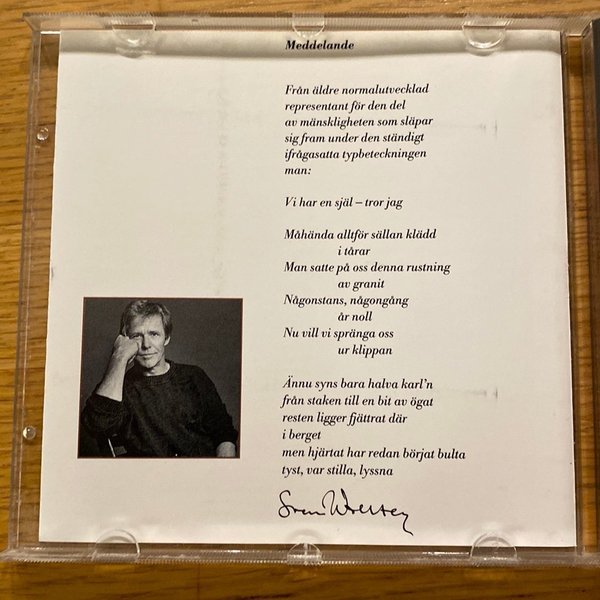 Meddelande
Från äldre normalutvecklad
representant för den del
av mänskligheten som släpar
sig fram under den ständigt
ifrågasatta typbeteckningen
man:
Vi har en själ – tror jag
Måhända alltför sällan klädd
i tårar
Man satte på oss denna rustning
av granit
Någonstans, någongång
år noll
Nu vill vi spränga oss
ur klippan
Ännu syns bara halva karl'n
från staken till en bit av ögat
resten ligger fjättrat där
i berget
men hjärtat har redan börjat bulta
tyst, var stilla, lyssna